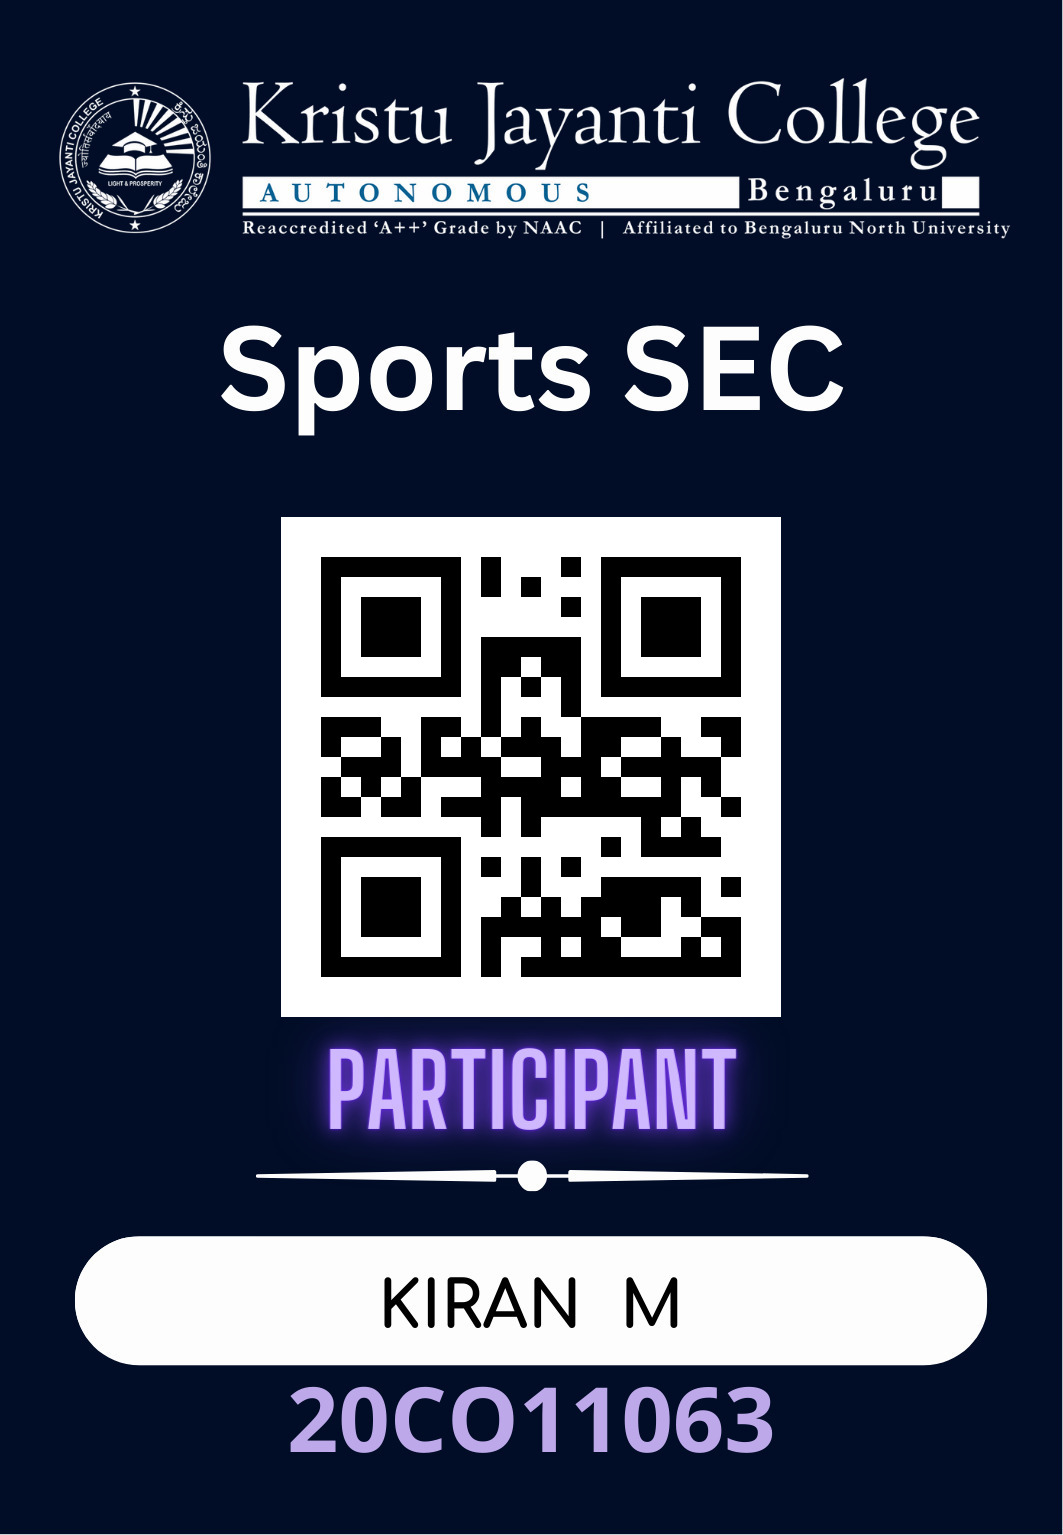 KRISTU JAYANTI COLLEGE
ज्योतिर्संवाद्याय
ಕ್ರಿಸ್ತು ಜಯಂತಿ ಕಾಲೇಜು
LIGHT & PROSPERITY
Kristu Jayanti College
AUTONOMOUS Bengaluru
Reaccredited ‘A++’ Grade by NAAC | Affiliated to Bengaluru North University
Sports SEC
PARTICIPANT
KIRAN M
20CO11063